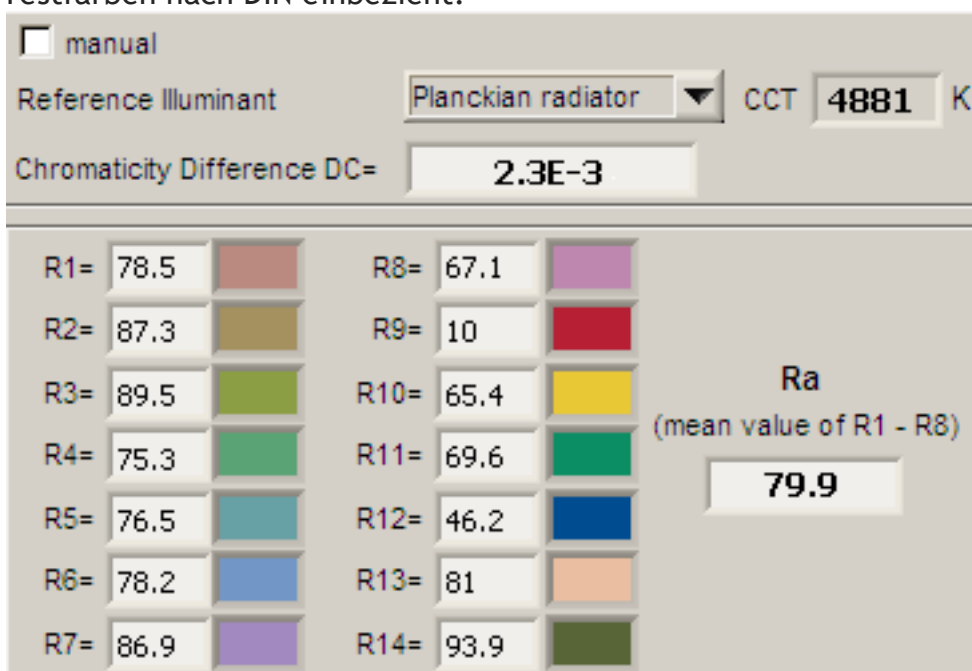 nach DIN einbezieht?
manual
Reference Illuminant Planckian radiator CCT 4881 K
Chromaticity Difference DC= 2.3E-3
R1= 78.5 R8= 67.1
R2= 87.3 R9= 10
R3= 89.5 R10= 65.4
Ra
(mean value of R1 - R8)
R4= 75.3 R11= 69.6
79.9
R5= 76.5 R12= 46.2
R6= 78.2 R13= 81
R7= 86.9 R14= 93.9